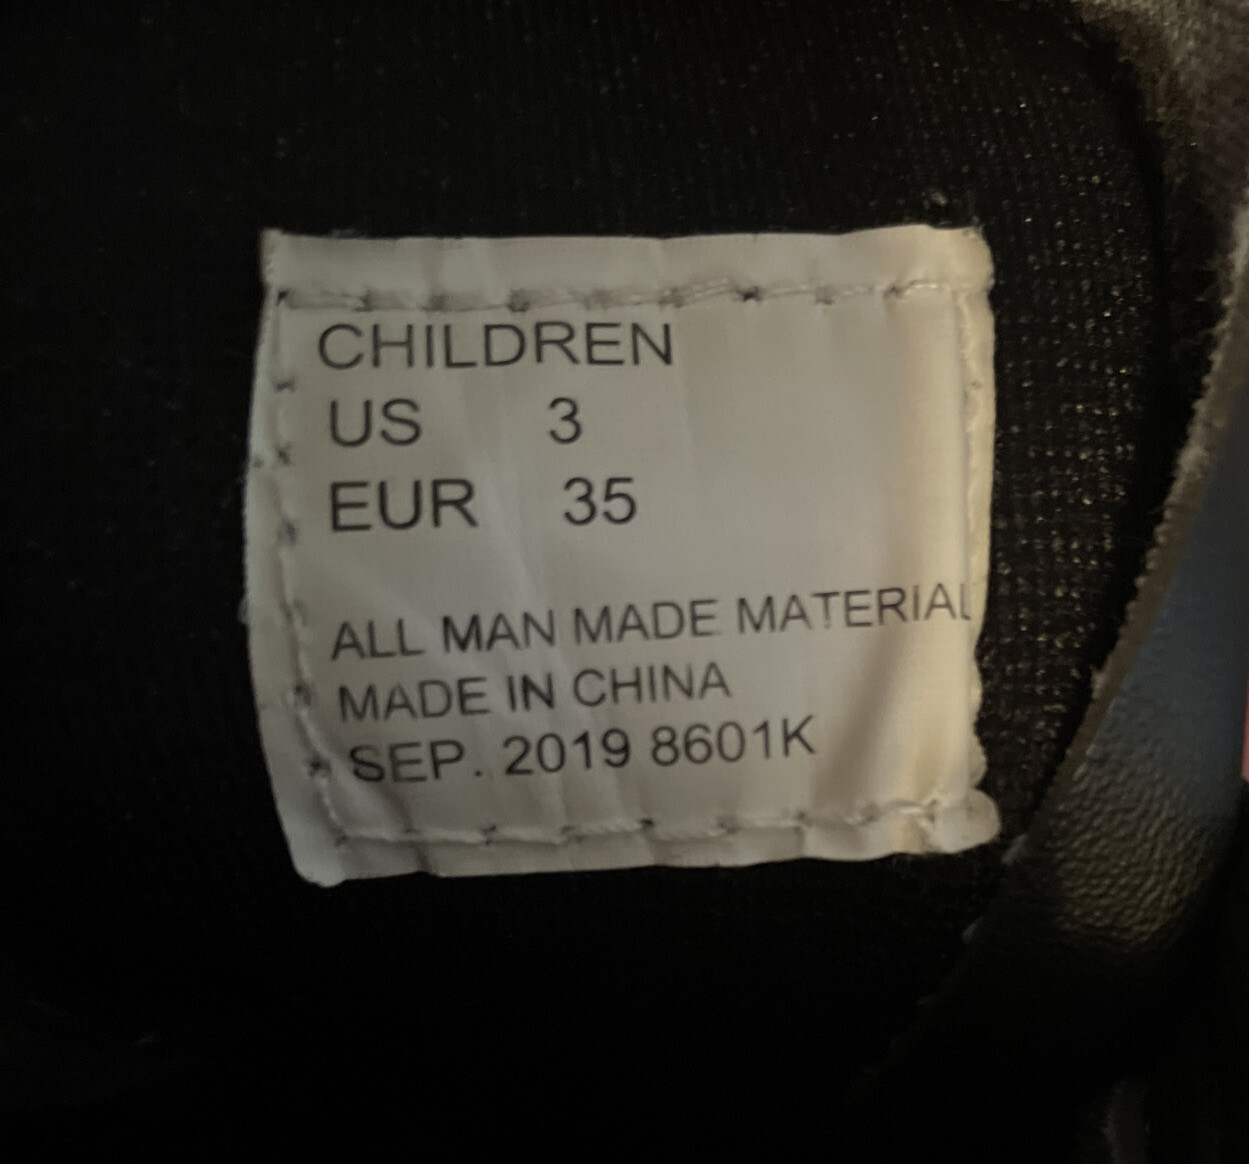 CHILDREN
US 3
EUR 35
ALL MAN MADE MATERIAL
MADE IN CHINA
SEP. 2019 8601K